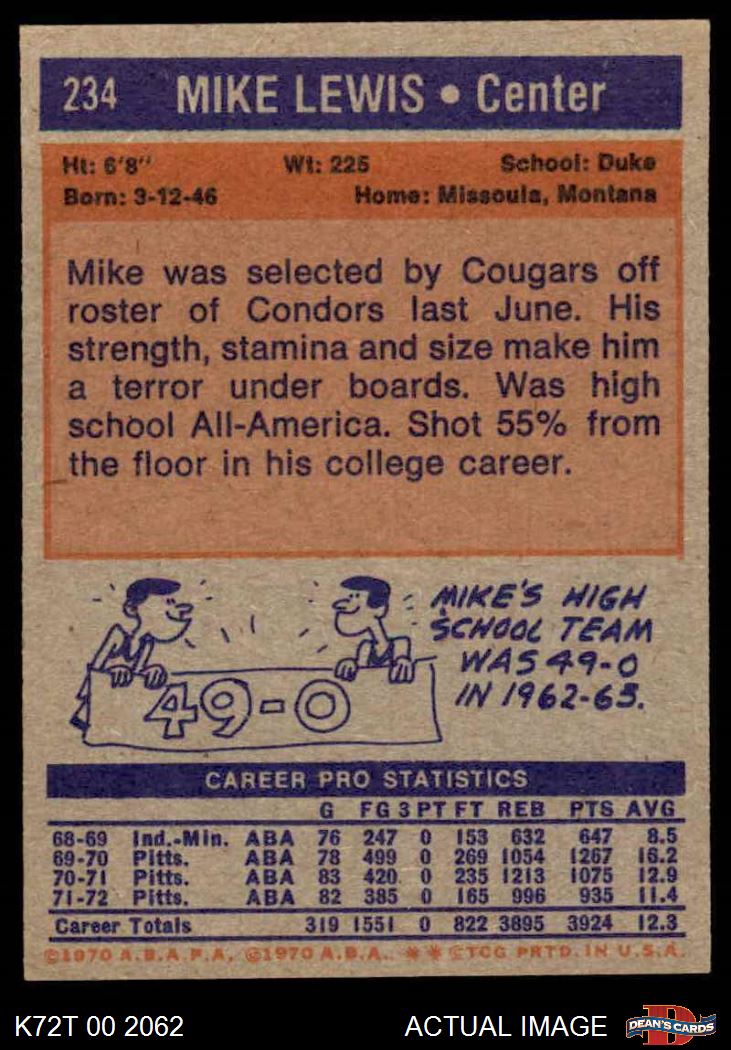 234 MIKE LEWIS • Center
Ht: 6'8" Wt: 225 School: Duke
Born: 3-12-46 Home: Missoula, Montana
Mike was selected by Cougars off
roster of Condors last June. His
strength, stamina and size make him
a terror under boards. Was high
school All-America. Shot 55% from
the floor in his college career.
MIKE'S HIGH
SCHOOL TEAM
WAS 49-0
IN 1962-63.
49-0
CAREER PRO STATISTICS
G FG 3 PT FT REB PTS AVG
68-69 Ind.-Min. ABA 76 247 0 153 632 647 8.5
69-70 Pitts. ABA 78 499 0 269 1054 1267 16.2
70-71 Pitts. ABA 83 420 0 235 1213 1075 12.9
71-72 Pitts. ABA 82 385 0 165 996 935 11.4
Career Totals 319 1551 0 822 3895 3924 12.3
©1970 A.B.A.P.A. ©1970 A.B.A. ** ©TCG PRTD. IN U.S.A.
K72T 00 2062 ACTUAL IMAGE D DEAN'S CARDS